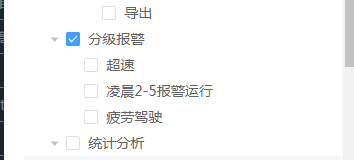 导出
分级报警
超速
凌晨2-5报警运行
疲劳驾驶
统计分析